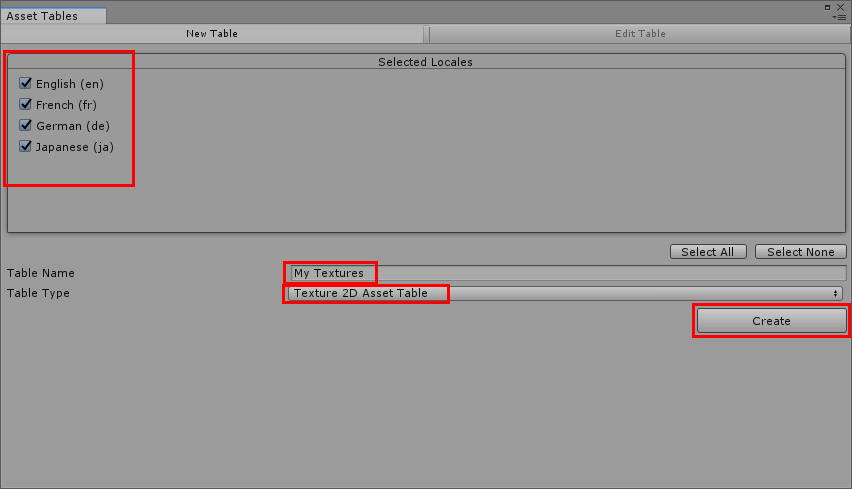 Asset Tables
New Table
Edit Table
Selected Locales
English (en)
French (fr)
German (de)
Japanese (ja)
Select All
Select None
Table Name
My Textures
Table Type
Texture 2D Asset Table
Create